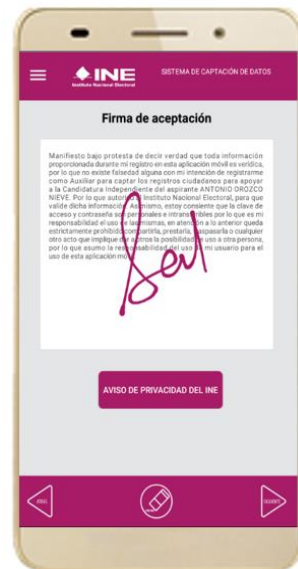 INE
Instituto Nacional Electoral
SISTEMA DE CAPTACIÓN DE DATOS
Firma de aceptación
Manifiesto bajo protesta de decir verdad que toda información
proporcionada durante mi registro en esta aplicación móvil es verídica,
por lo que no existe falsedad alguna con mi intención de registrarme
como Auxiliar para captar los registros ciudadanos para apoyar
a la Candidatura Independiente del aspirante ANTONIO OROZCO
NIEVE. Por lo que autorizo al Instituto Nacional Electoral, para que
valide dicha información. Asimismo, estoy consiente que la clave de
acceso y contraseña son personales e intransferibles por lo que es mi
responsabilidad el uso de las mismas, en atención a lo anterior queda
estrictamente prohibido compartirla, prestarla, traspasarla o cualquier
otro acto que implique dar a otros la posibilidad de uso a otra persona,
por lo que asumo la responsabilidad del uso de mi usuario para el
uso de esta aplicación móvil
AVISO DE PRIVACIDAD DEL INE
ATRÁS
SIGUIENTE